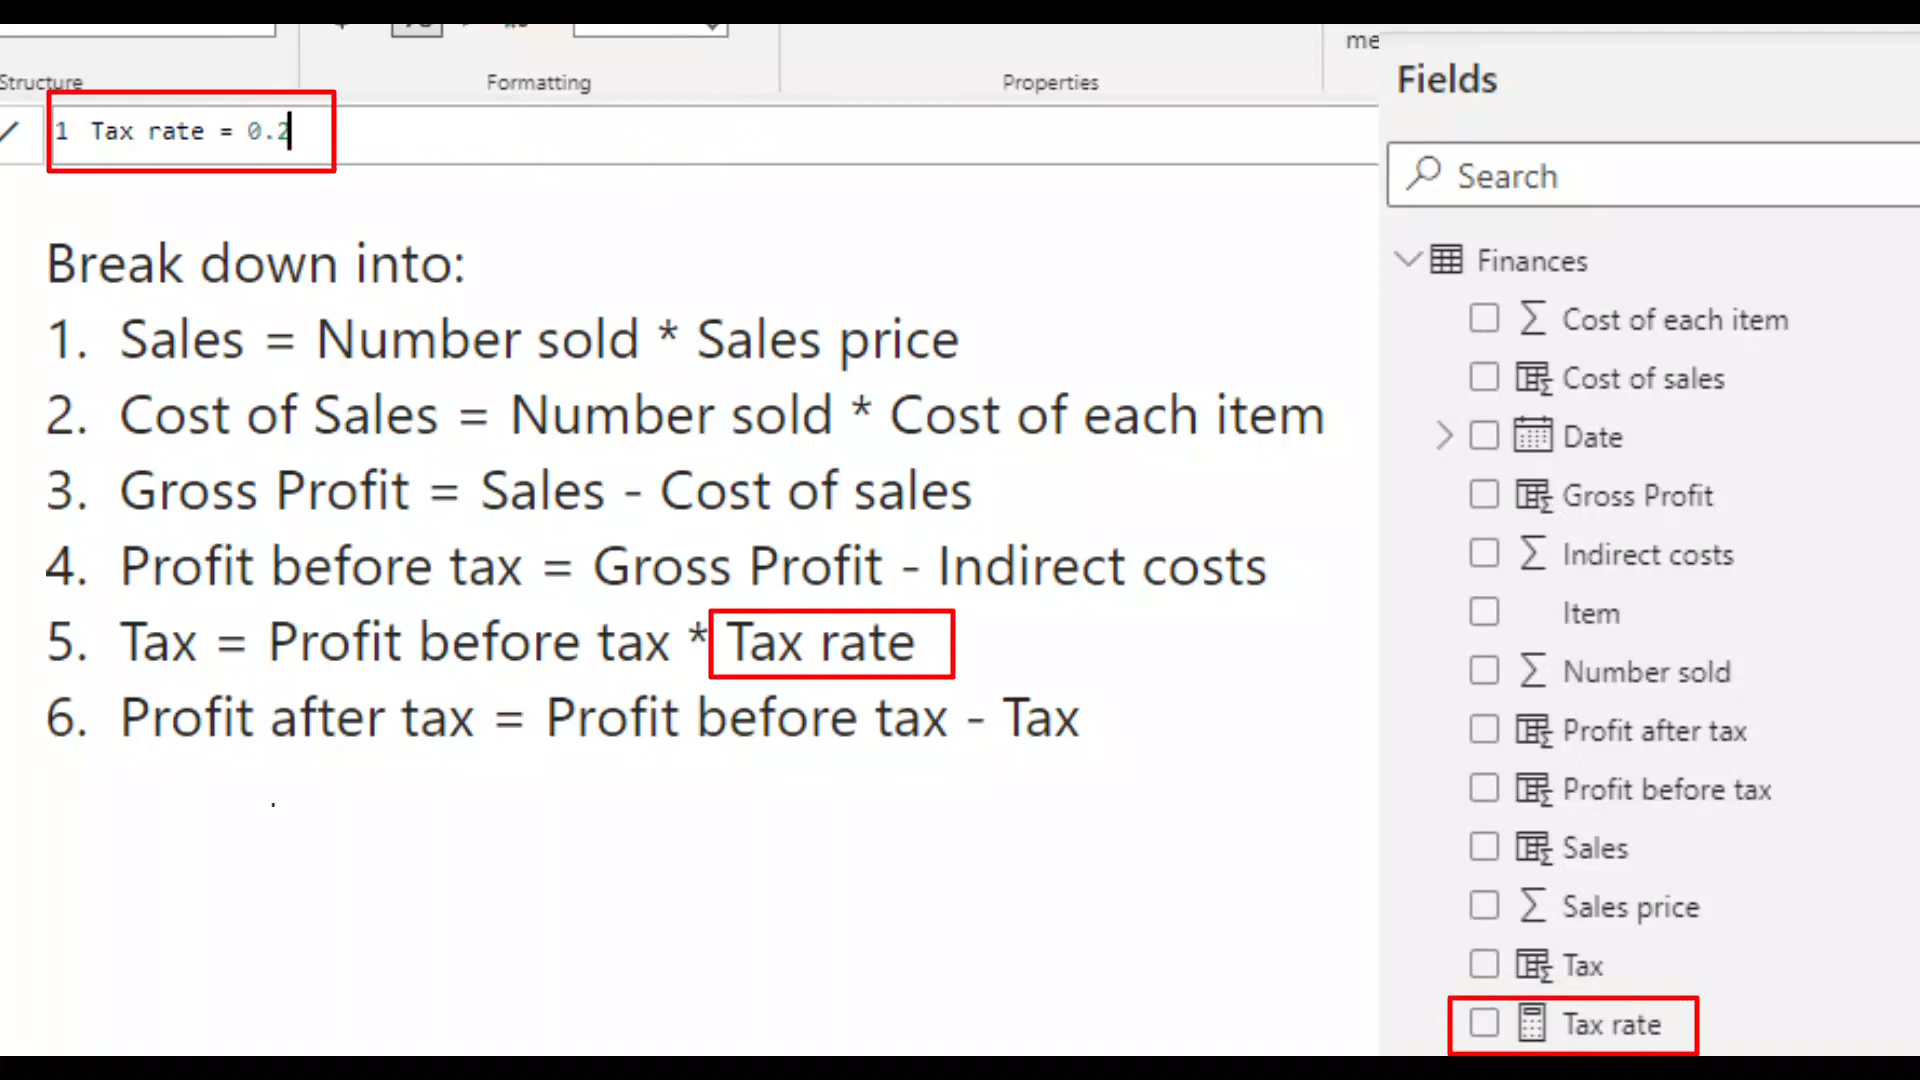 me
Structure
Formatting
Properties
1 Tax rate = 0.2
Break down into:
1. Sales = Number sold * Sales price
2. Cost of Sales = Number sold * Cost of each item
3. Gross Profit = Sales - Cost of sales
4. Profit before tax = Gross Profit - Indirect costs
5. Tax = Profit before tax * Tax rate
6. Profit after tax = Profit before tax - Tax
Fields
Search
Finances
Cost of each item
Cost of sales
Date
Gross Profit
Indirect costs
Item
Number sold
Profit after tax
Profit before tax
Sales
Sales price
Tax
Tax rate